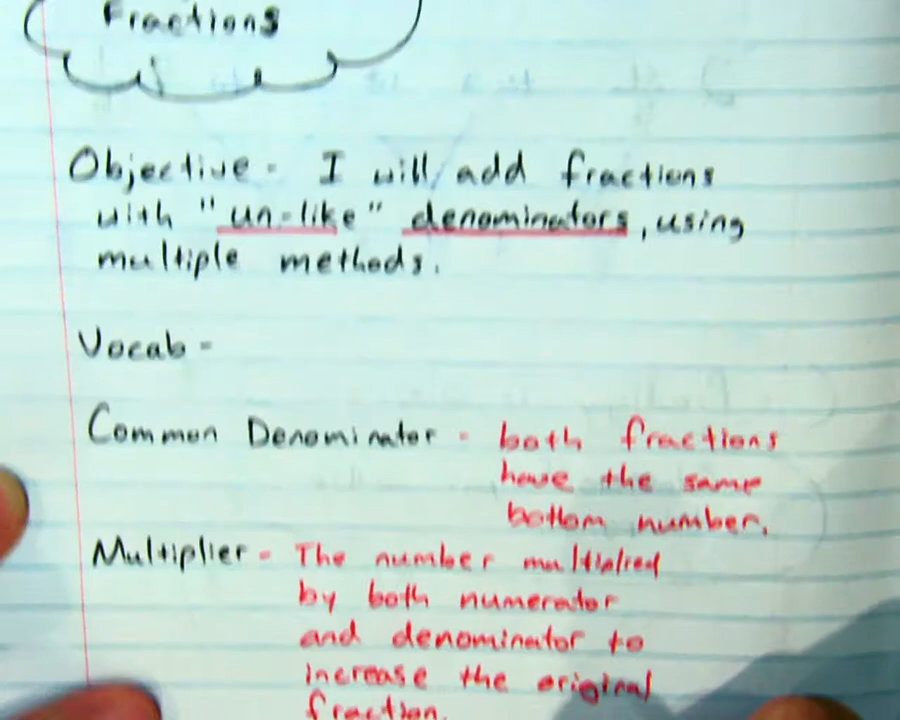 Fractions
Objective - I will add fractions
with "un-like" denominators, using
multiple methods.
Vocab -
Common Denominator - both fractions
have the same
bottom number.
Multiplier - The number multiplied
by both numerator
and denominator to
increase the original
fraction.